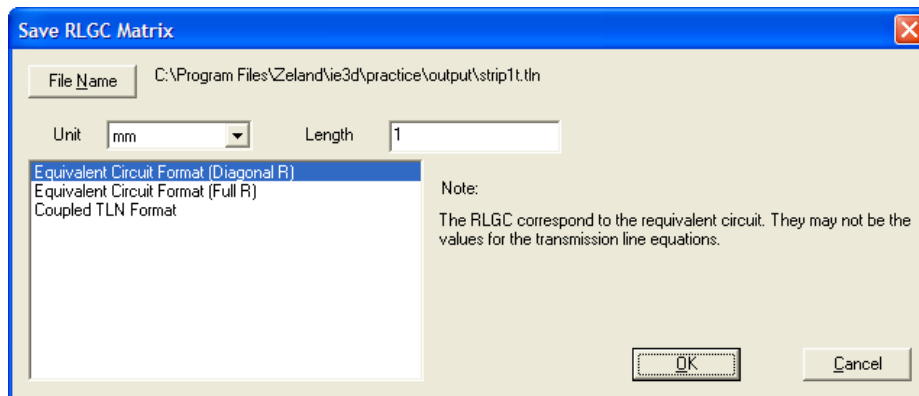 Save RLGC Matrix
File Name C:\Program Files\Zeland\ie3d\practice\output\strip1t.tln
Unit mm Length 1
Equivalent Circuit Format (Diagonal R)
Equivalent Circuit Format (Full R)
Coupled TLN Format
Note:
The RLGC correspond to the requivalent circuit. They may not be the
values for the transmission line equations.
OK Cancel